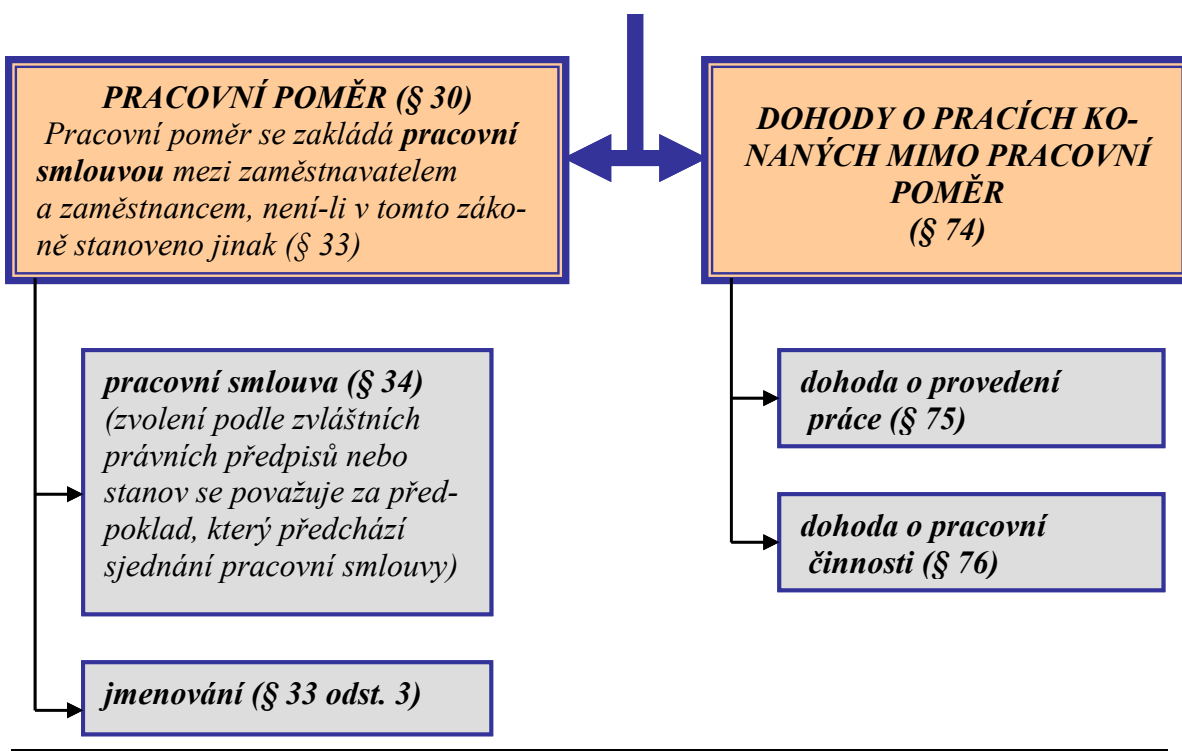 PRACOVNÍ POMĚR (§ 30)
Pracovní poměr se zakládá pracovní
smlouvou mezi zaměstnavatelem
a zaměstnancem, není-li v tomto záko-
ně stanoveno jinak (§ 33)
pracovní smlouva (§ 34)
(zvolení podle zvláštních
právních předpisů nebo
stanov se považuje za před-
poklad, který předchází
sjednání pracovní smlouvy)
jmenování (§ 33 odst. 3)
DOHODY O PRACÍCH KO-
NANÝCH MIMO PRACOVNÍ
POMĚR
(§ 74)
dohoda o provedení
práce (§ 75)
dohoda o pracovní
činnosti (§ 76)